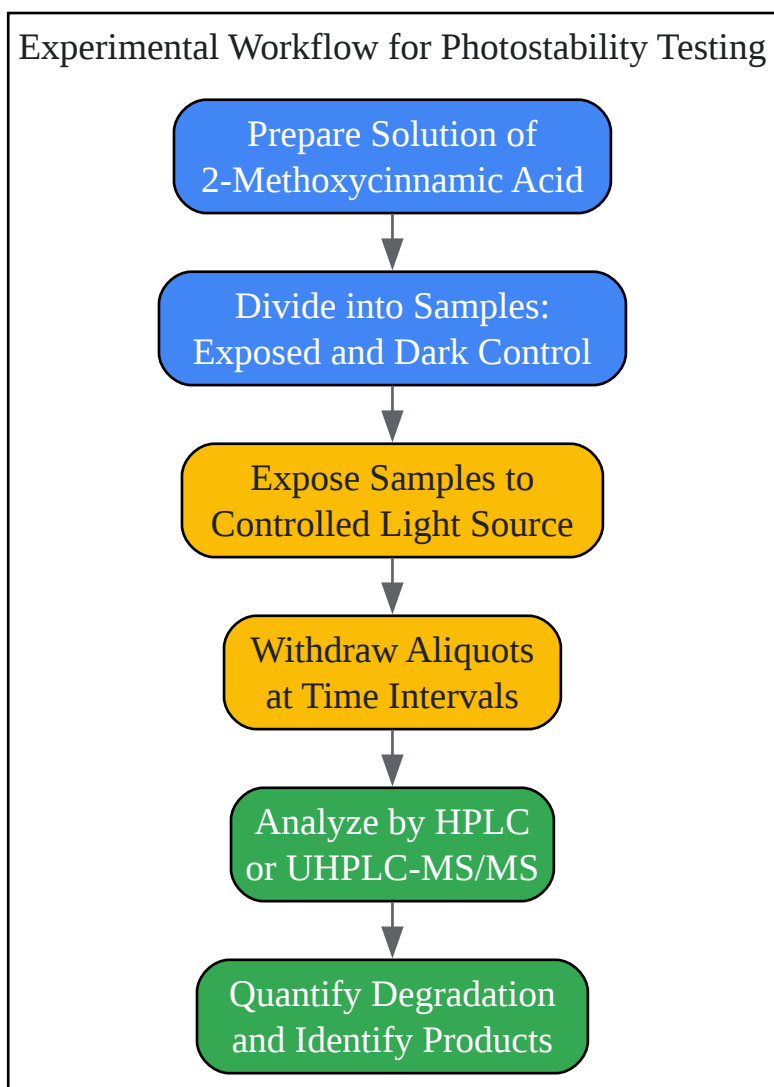 Experimental Workflow for Photostability Testing
Prepare Solution of
2-Methoxycinnamic Acid
Divide into Samples:
Exposed and Dark Control
Expose Samples to
Controlled Light Source
Withdraw Aliquots
at Time Intervals
Analyze by HPLC
or UHPLC-MS/MS
Quantify Degradation
and Identify Products